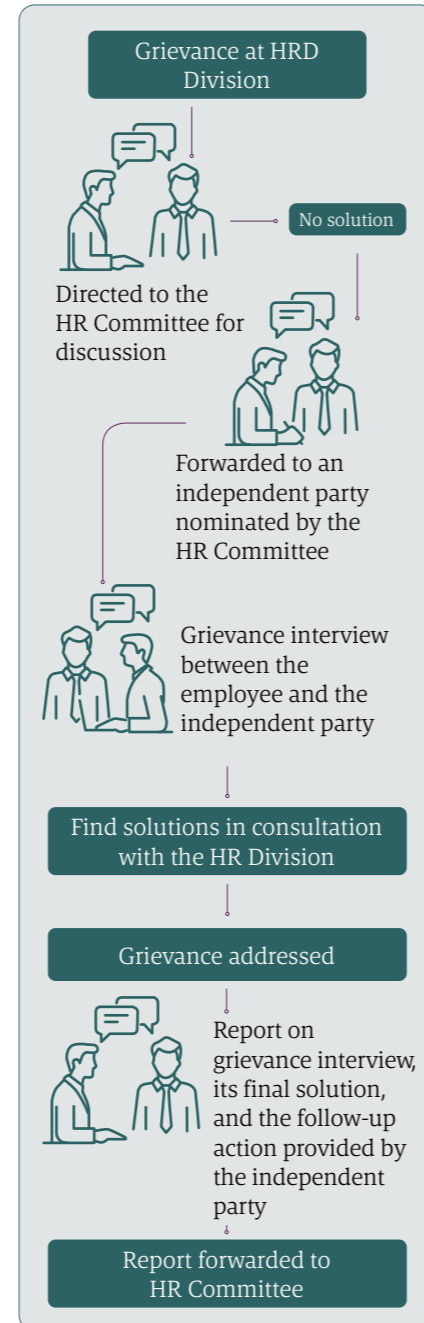 Grievance at HRD
Division
No solution
Directed to the
HR Committee for
discussion
Forwarded to an
independent party
nominated by the
HR Committee
Grievance interview
between the
employee and the
independent party
Find solutions in consultation
with the HR Division
Grievance addressed
Report on
grievance interview,
its final solution,
and the follow-up
action provided by
the independent
party
Report forwarded to
HR Committee